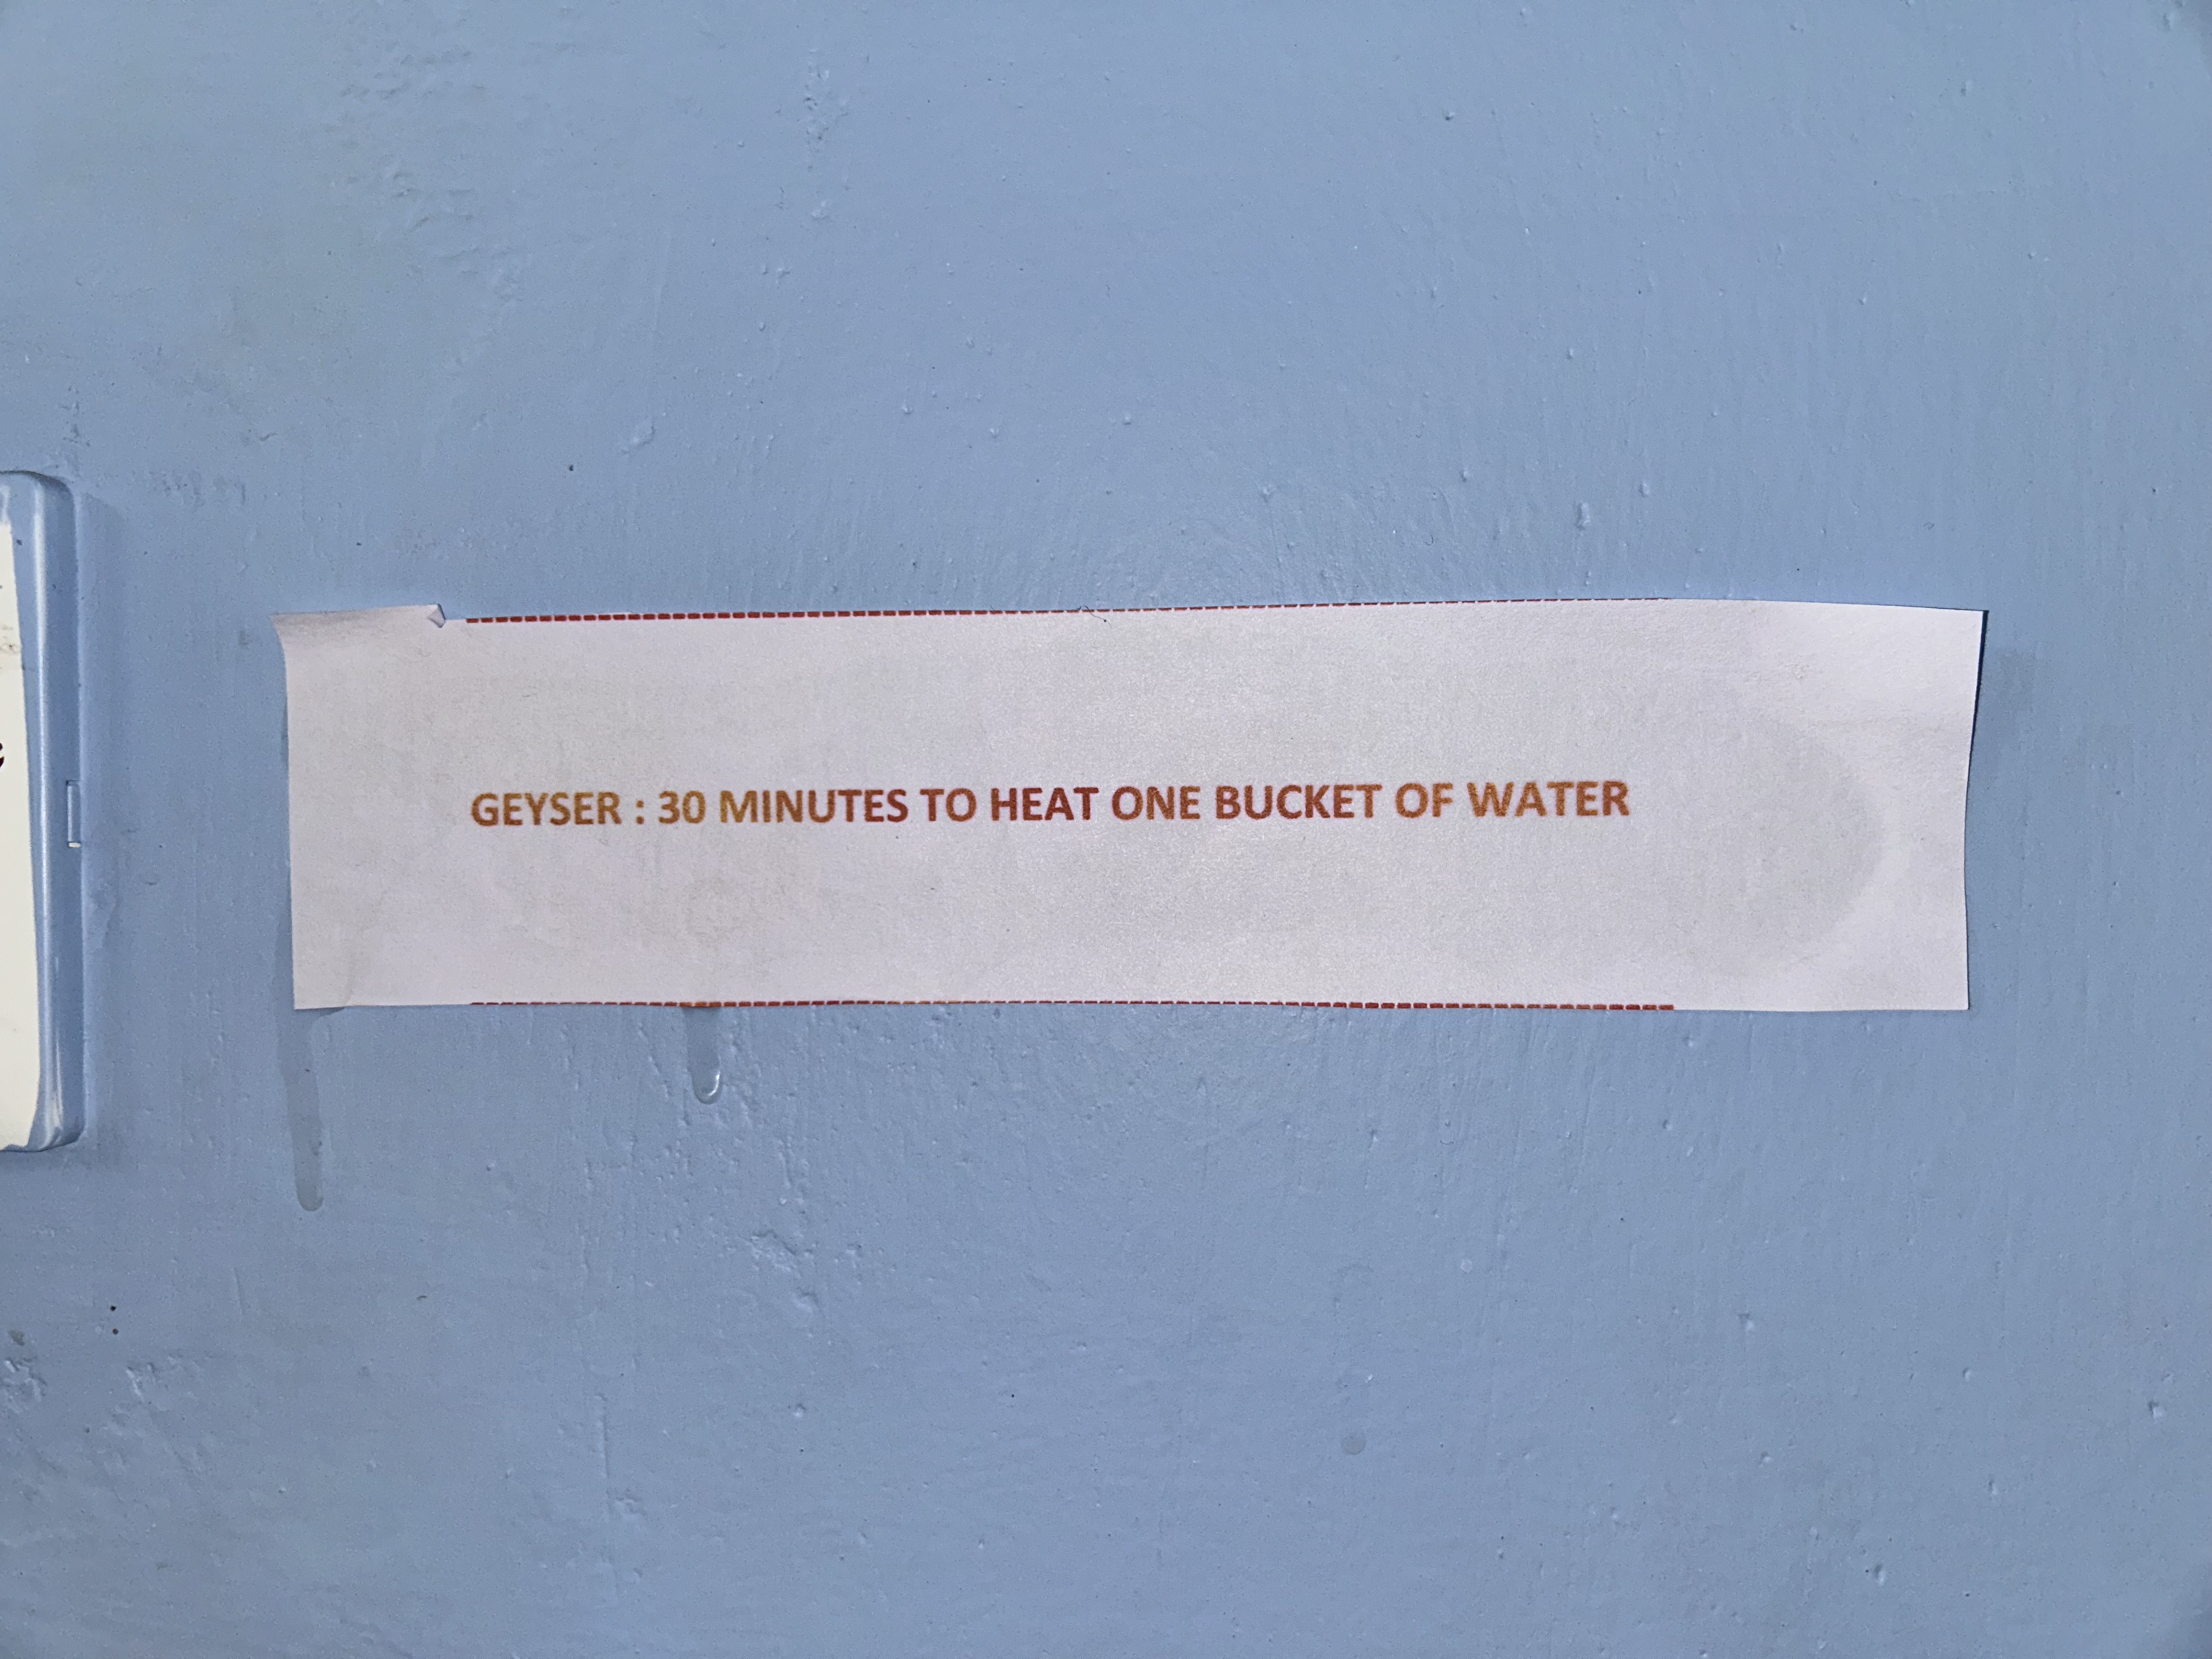 GEYSER : 30 MINUTES TO HEAT ONE BUCKET OF WATER